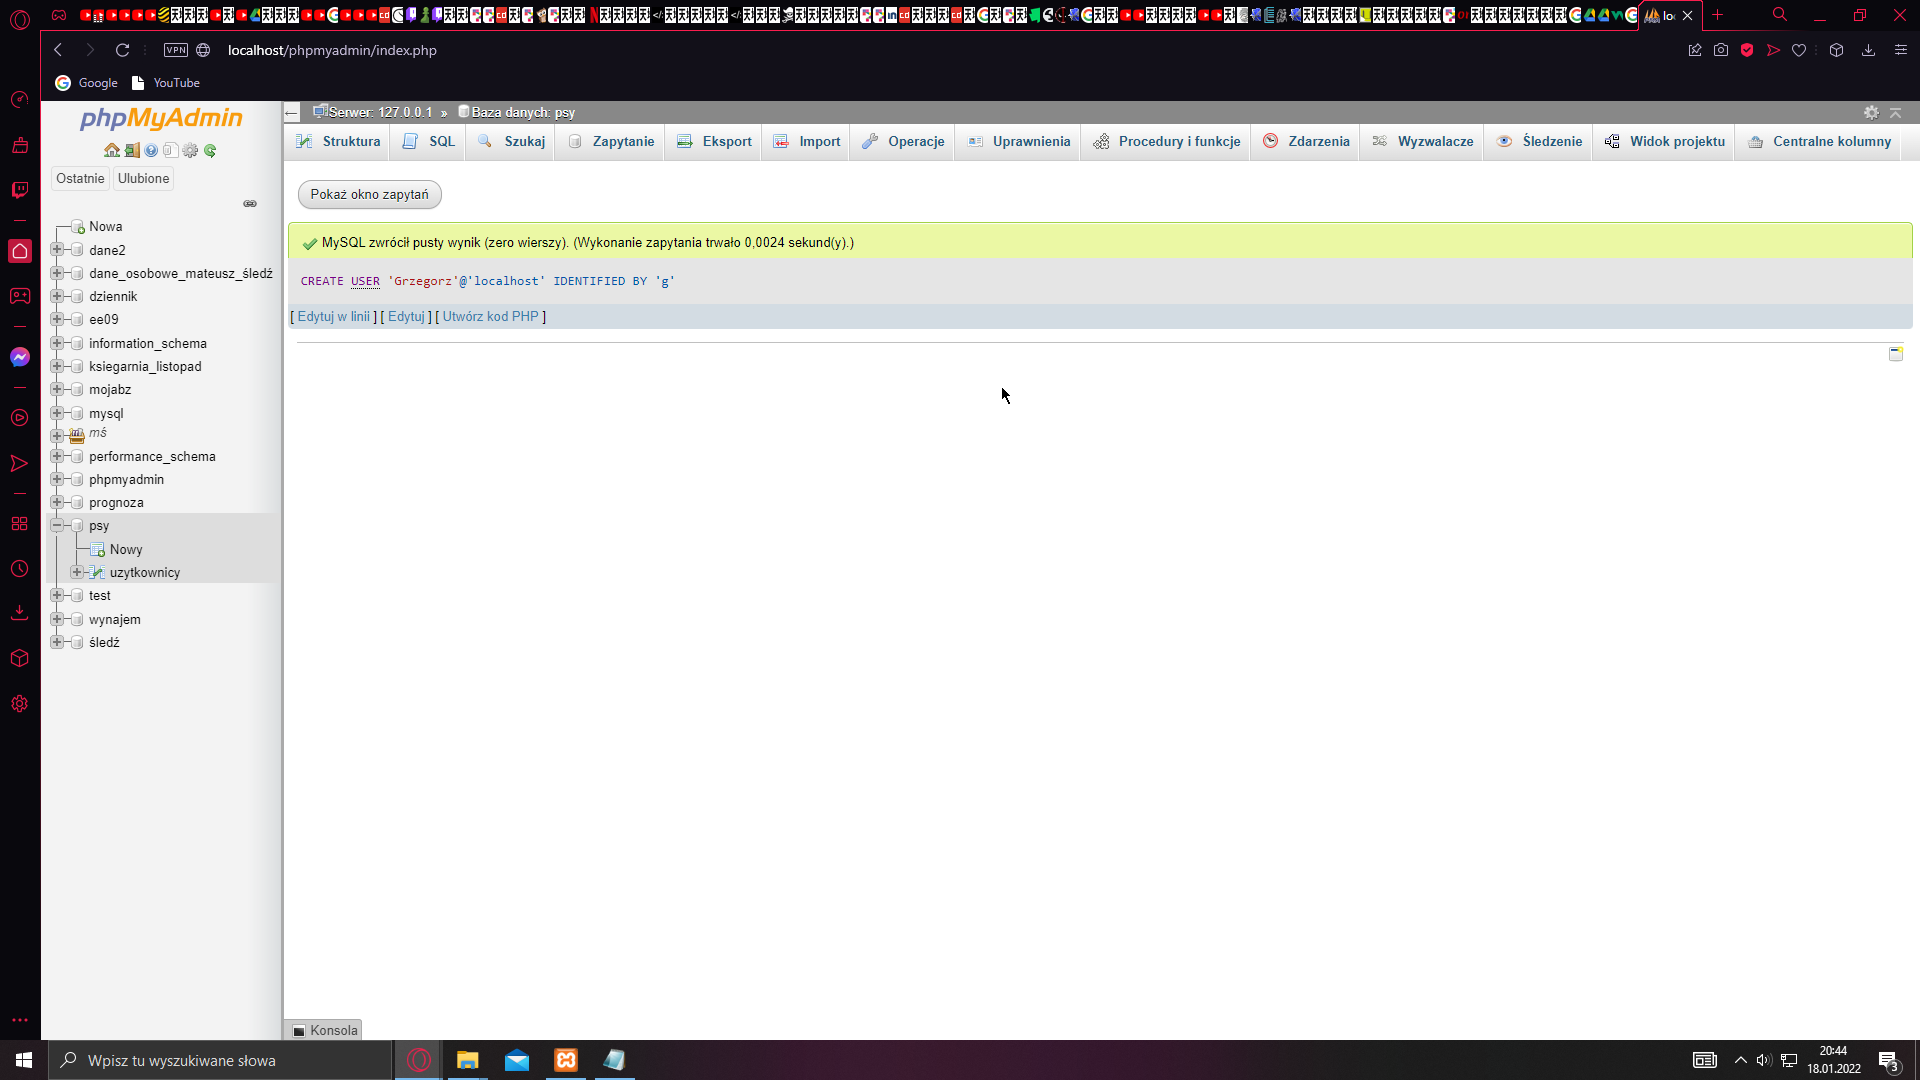 lo
VPN
localhost/phpmyadmin/index.php
Google
YouTube
phpMyAdmin
Ostatnie
Ulubione
Nowa
dane2
dane_osobowe_mateusz_śledź
dziennik
ee09
information_schema
ksiegarnia_listopad
mojabz
mysql
mś
performance_schema
phpmyadmin
prognoza
psy
Nowy
uzytkownicy
test
wynajem
śledź
Serwer: 127.0.0.1 » Baza danych: psy
Struktura SQL Szukaj Zapytanie Eksport Import Operacje Uprawnienia Procedury i funkcje Zdarzenia Wyzwalacze Śledzenie Widok projektu Centralne kolumny
Pokaż okno zapytań
MySQL zwrócił pusty wynik (zero wierszy). (Wykonanie zapytania trwało 0,0024 sekund(y).)
CREATE USER 'Grzegorz'@'localhost' IDENTIFIED BY 'g'
[ Edytuj w linii ] [ Edytuj ] [ Utwórz kod PHP ]
Konsola
Wpisz tu wyszukiwane słowa
20:44
18.01.2022
3